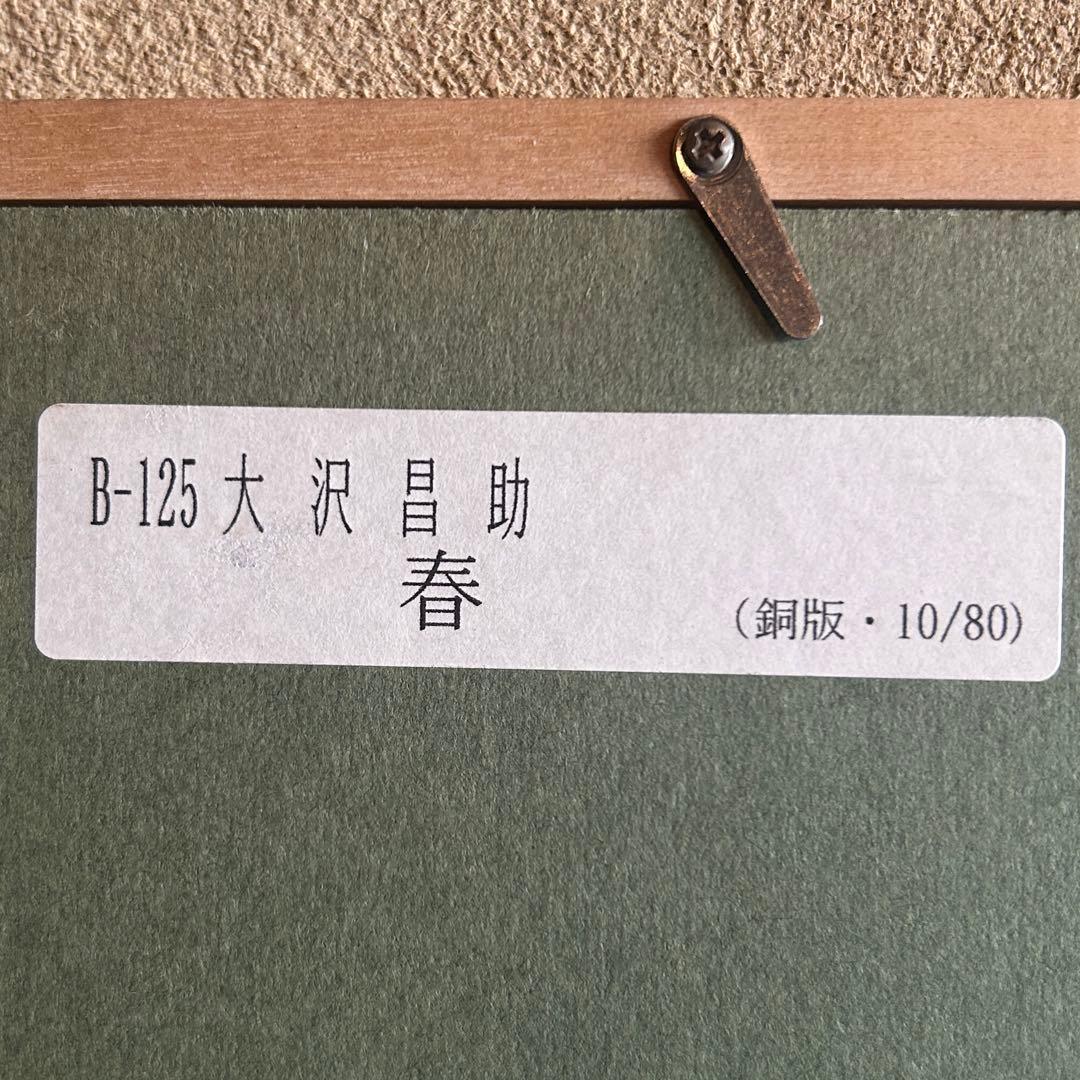 B-125 大 沢 昌 助
春
(銅版・10/80)